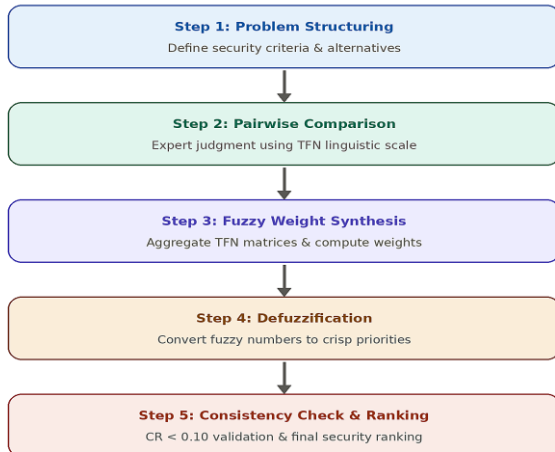 Step 1: Problem Structuring
Define security criteria & alternatives
Step 2: Pairwise Comparison
Expert judgment using TFN linguistic scale
Step 3: Fuzzy Weight Synthesis
Aggregate TFN matrices & compute weights
Step 4: Defuzzification
Convert fuzzy numbers to crisp priorities
Step 5: Consistency Check & Ranking
CR < 0.10 validation & final security ranking